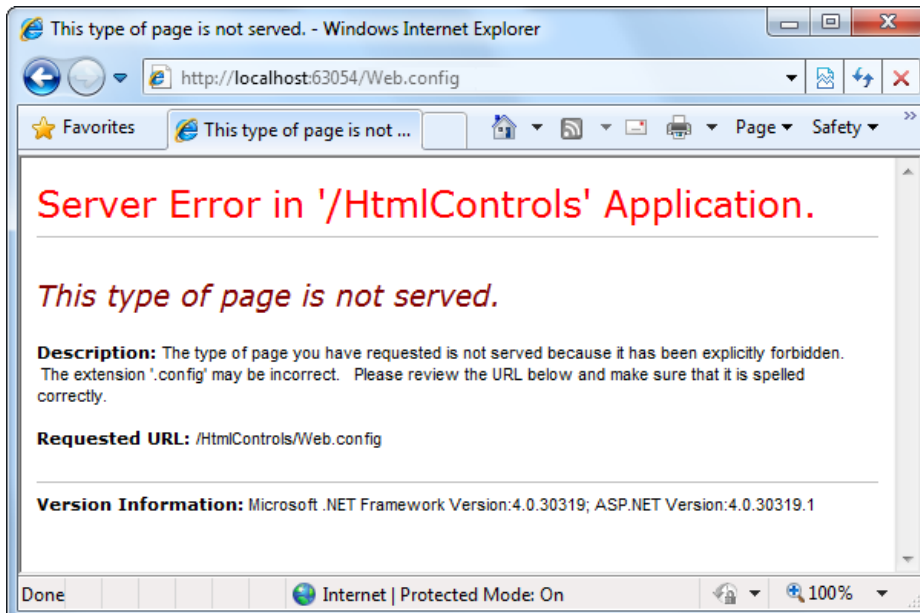 This type of page is not served. - Windows Internet Explorer
http://localhost:63054/Web.config
Favorites
This type of page is not ...
Page
Safety
»
Server Error in '/HtmlControls' Application.
This type of page is not served.
Description: The type of page you have requested is not served because it has been explicitly forbidden.
The extension '.config' may be incorrect. Please review the URL below and make sure that it is spelled
correctly.
Requested URL: /HtmlControls/Web.config
Version Information: Microsoft .NET Framework Version:4.0.30319; ASP.NET Version:4.0.30319.1
Done
Internet | Protected Mode: On
100%